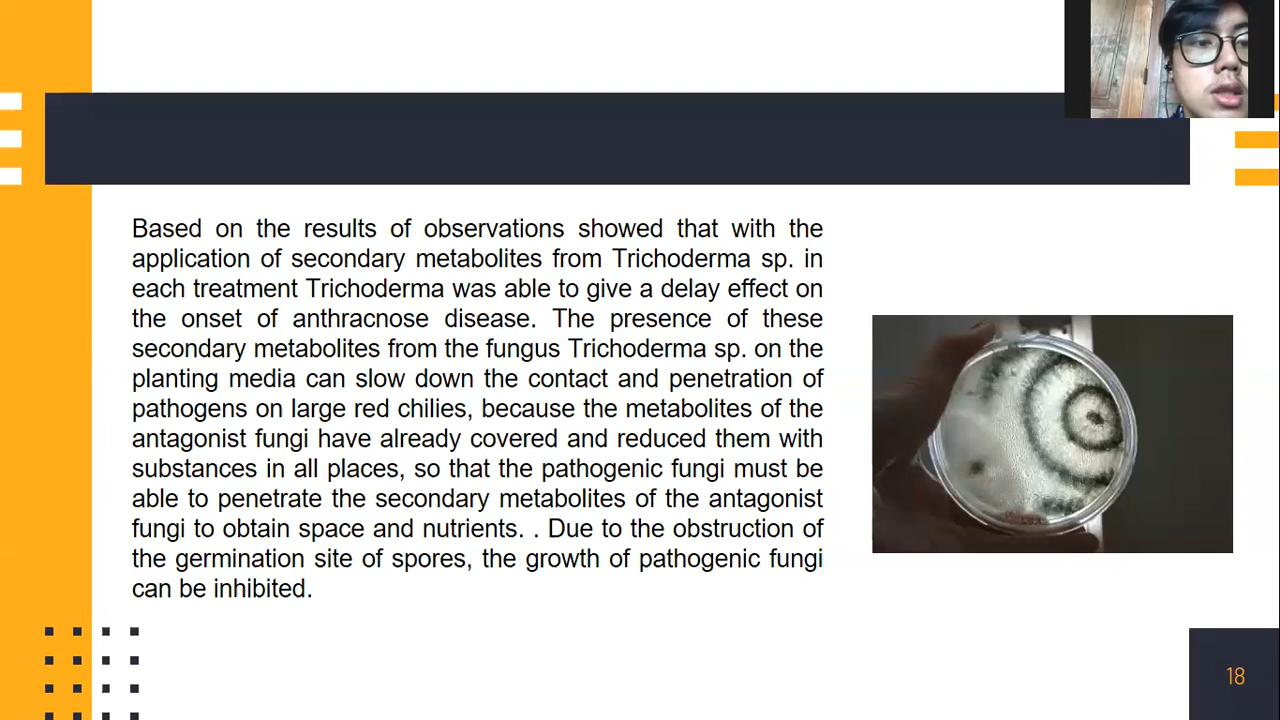 Based on the results of observations showed that with the
application of secondary metabolites from Trichoderma sp. in
each treatment Trichoderma was able to give a delay effect on
the onset of anthracnose disease. The presence of these
secondary metabolites from the fungus Trichoderma sp. on the
planting media can slow down the contact and penetration of
pathogens on large red chilies, because the metabolites of the
antagonist fungi have already covered and reduced them with
substances in all places, so that the pathogenic fungi must be
able to penetrate the secondary metabolites of the antagonist
fungi to obtain space and nutrients. . Due to the obstruction of
the germination site of spores, the growth of pathogenic fungi
can be inhibited.
18